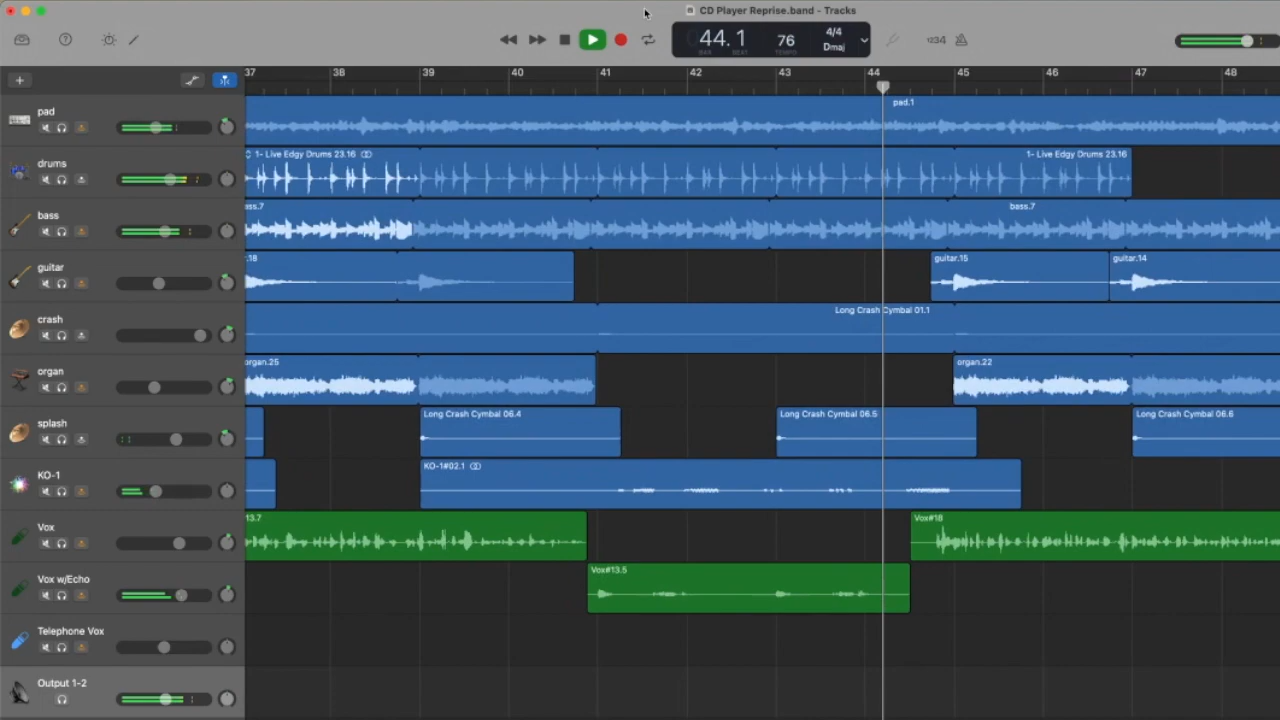 CD Player Reprise.band - Tracks
44.1
BAR BEAT
76
TEMPO
4/4
Dmaj
1234
37 38 39 40 41 42 43 44 45 46 47 48
pad
pad.1
drums
1- Live Edgy Drums 23.16
1- Live Edgy Drums 23.16
bass
ass.7
bass.7
guitar
.18
guitar.15
guitar.14
crash
Long Crash Cymbal 01.1
organ
organ.25
organ.22
splash
Long Crash Cymbal 06.4
Long Crash Cymbal 06.5
Long Crash Cymbal 06.6
KO-1
KO-1#02.1
Vox
13.7
Vox#18
Vox w/Echo
Vox#13.5
Telephone Vox
Output 1-2